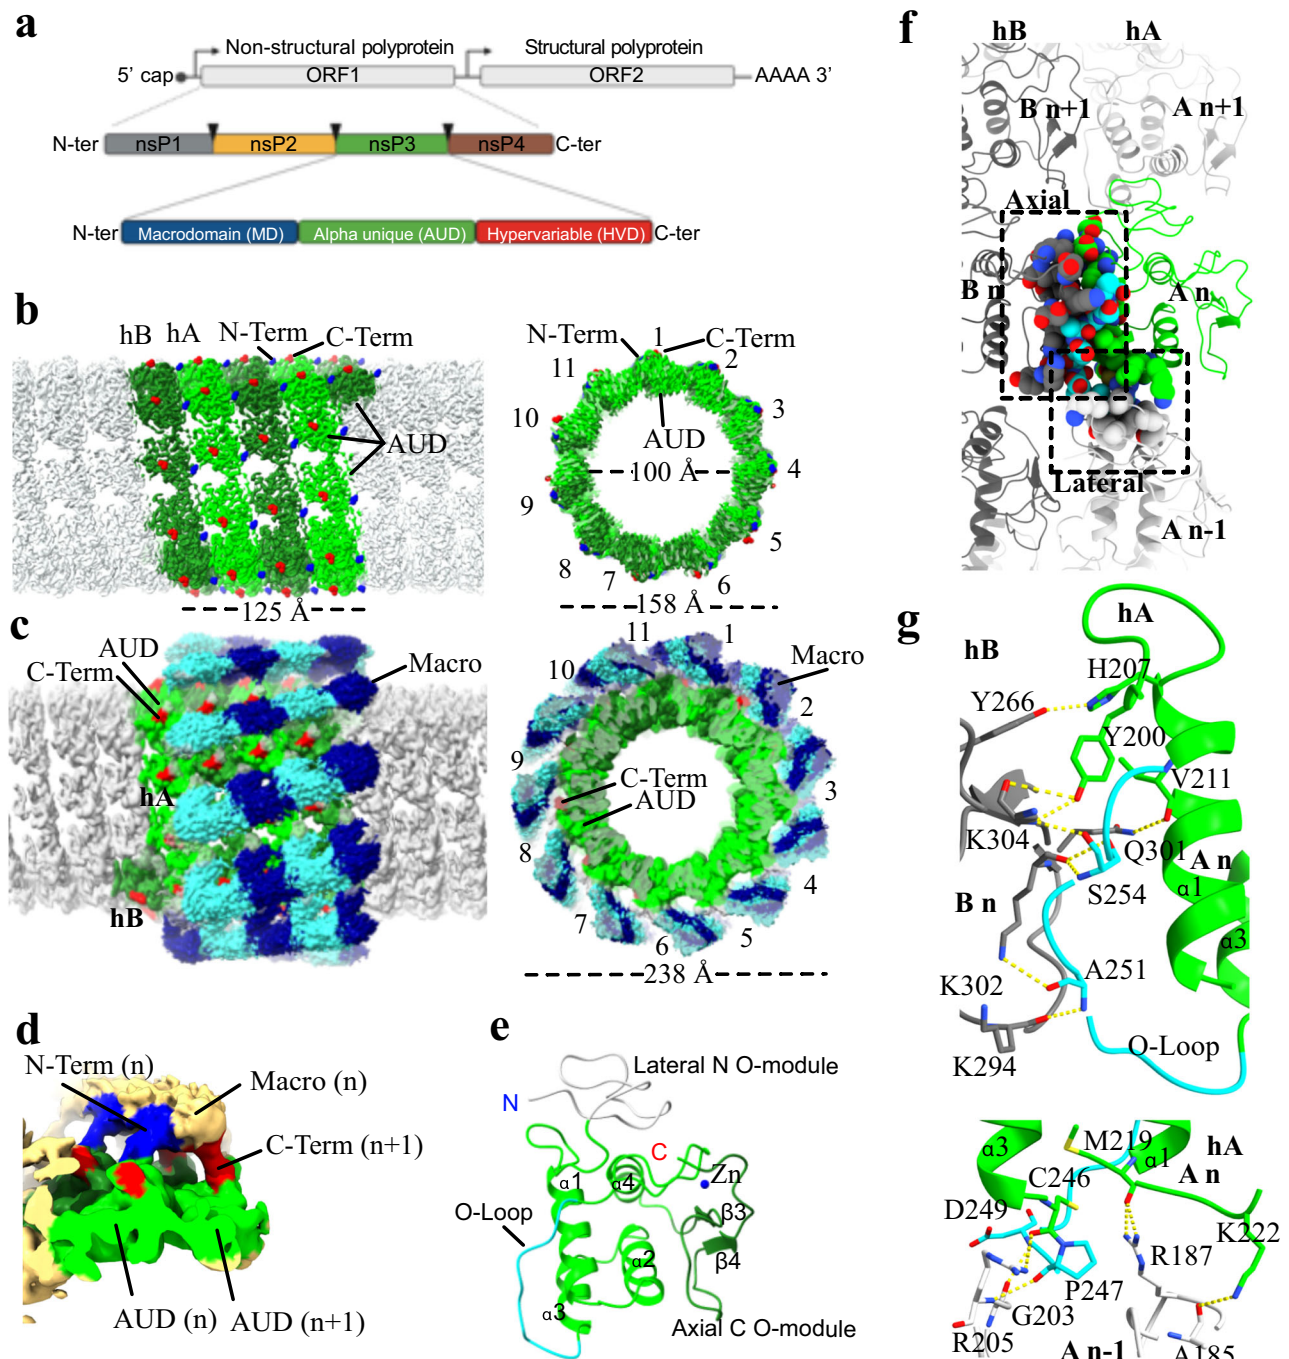 a
Non-structural polyprotein
Structural polyprotein
5' cap
ORF1
ORF2
AAAA 3'
N-ter
nsP1
nsP2
nsP3
nsP4
C-ter
N-ter
Macrodomain (MD)
Alpha unique (AUD)
Hypervariable (HVD)
C-ter
b
hB
hA
N-Term
C-Term
AUD
125 Å
N-Term
1
C-Term
2
3
4
5
6
7
8
9
10
11
AUD
100 Å
158 Å
c
AUD
C-Term
Macro
hA
hB
11
1
10
Macro
2
9
3
C-Term
AUD
8
4
7
6
5
238 Å
d
N-Term (n)
Macro (n)
C-Term (n+1)
AUD (n)
AUD (n+1)
e
Lateral N O-module
N
C
Zn
α1
α4
O-Loop
β3
α2
β4
α3
Axial C O-module
f
hB
hA
B n+1
A n+1
Axial
B n
A n
Lateral
A n-1
g
hA
hB
H207
Y266
Y200
V211
K304
Q301
A n
α1
S254
B n
α3
A251
K302
O-Loop
K294
M219
hA
α3
α1
A n
C246
D249
K222
R187
P247
G203
R205
A n-1
A185